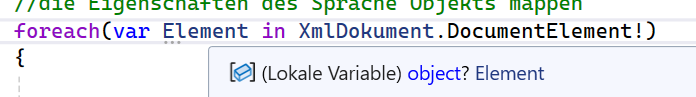 //die Eigenschaften des Sprache Objekts mappen
foreach(var Element in XmlDokument.DocumentElement!)
{
(Lokale Variable) object? Element